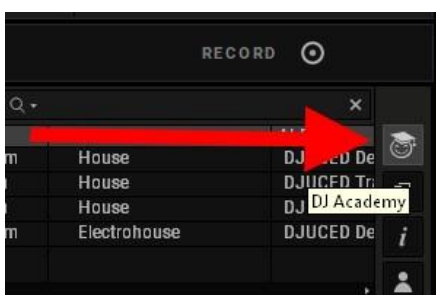 RECORD
×
m House DJUCED De
House DJUCED Tr
House DJ
DJ Academy
m Electrohouse DJUCED De
i